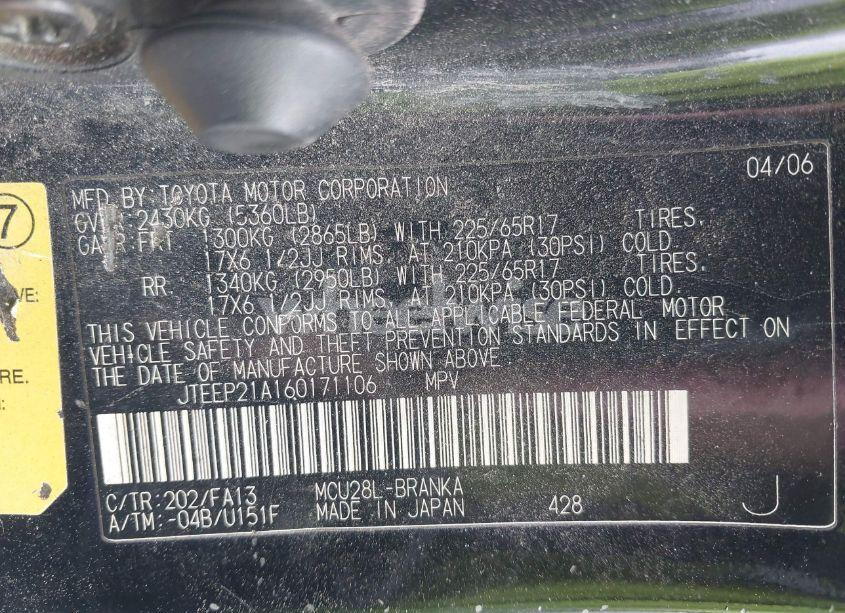 04/06
MFD BY TOYOTA MOTOR CORPORATION
2430KG (5360LB)
1300KG (2865LB) WITH 225/65R17 TIRES.
17X6 1/2JJ RIMS, AT 210KPA (30PSI) COLD.
RR. 1340KG (2950LB) WITH 225/65R17 TIRES.
17X6 1/2JJ RIMS, AT 210KPA (30PSI) COLD.
THIS VEHICLE CONFORMS TO ALL APPLICABLE FEDERAL MOTOR
VEHICLE SAFETY AND THEFT PREVENTION STANDARDS IN EFFECT ON
THE DATE OF MANUFACTURE SHOWN ABOVE
JTEEP21A160171106 MPV
C/TR:202/FA13 MCU28L-BRANKA
A/TM:-04B/U151F MADE IN JAPAN 428 J
7
VE:
RE.